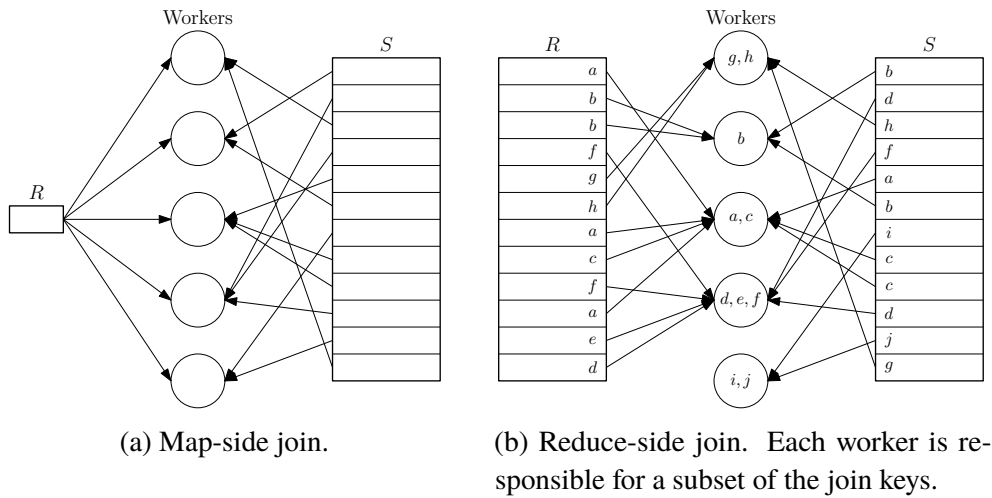 Workers
R
S
(a) Map-side join.
Workers
R
S
a
b
b
f
g
h
a
c
f
a
e
d
g, h
b
a, c
d, e, f
i, j
b
d
h
f
a
b
i
c
c
d
j
g
(b) Reduce-side join. Each worker is re-
sponsible for a subset of the join keys.